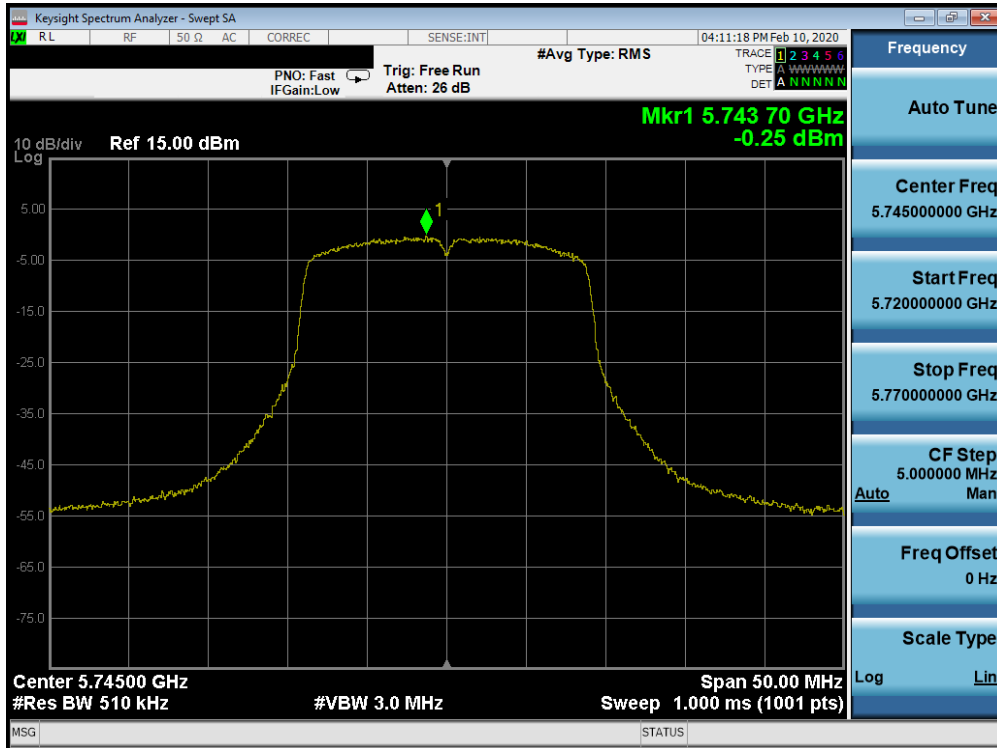 Keysight Spectrum Analyzer - Swept SA
LXI RL RF 50 Ω AC CORREC SENSE:INT 04:11:18 PM Feb 10, 2020
#Avg Type: RMS
TRACE 1 2 3 4 5 6
TYPE A WWWWW
DET A N N N N N
PNO: Fast Trig: Free Run
IFGain:Low Atten: 26 dB
Mkr1 5.743 70 GHz
-0.25 dBm
10 dB/div Ref 15.00 dBm
Log
1
5.00
-5.00
-15.0
-25.0
-35.0
-45.0
-55.0
-65.0
-75.0
Center 5.74500 GHz Span 50.00 MHz
#Res BW 510 kHz #VBW 3.0 MHz Sweep 1.000 ms (1001 pts)
MSG STATUS
Frequency
Auto Tune
Center Freq
5.745000000 GHz
Start Freq
5.720000000 GHz
Stop Freq
5.770000000 GHz
CF Step
5.000000 MHz
Auto Man
Freq Offset
0 Hz
Scale Type
Log Lin